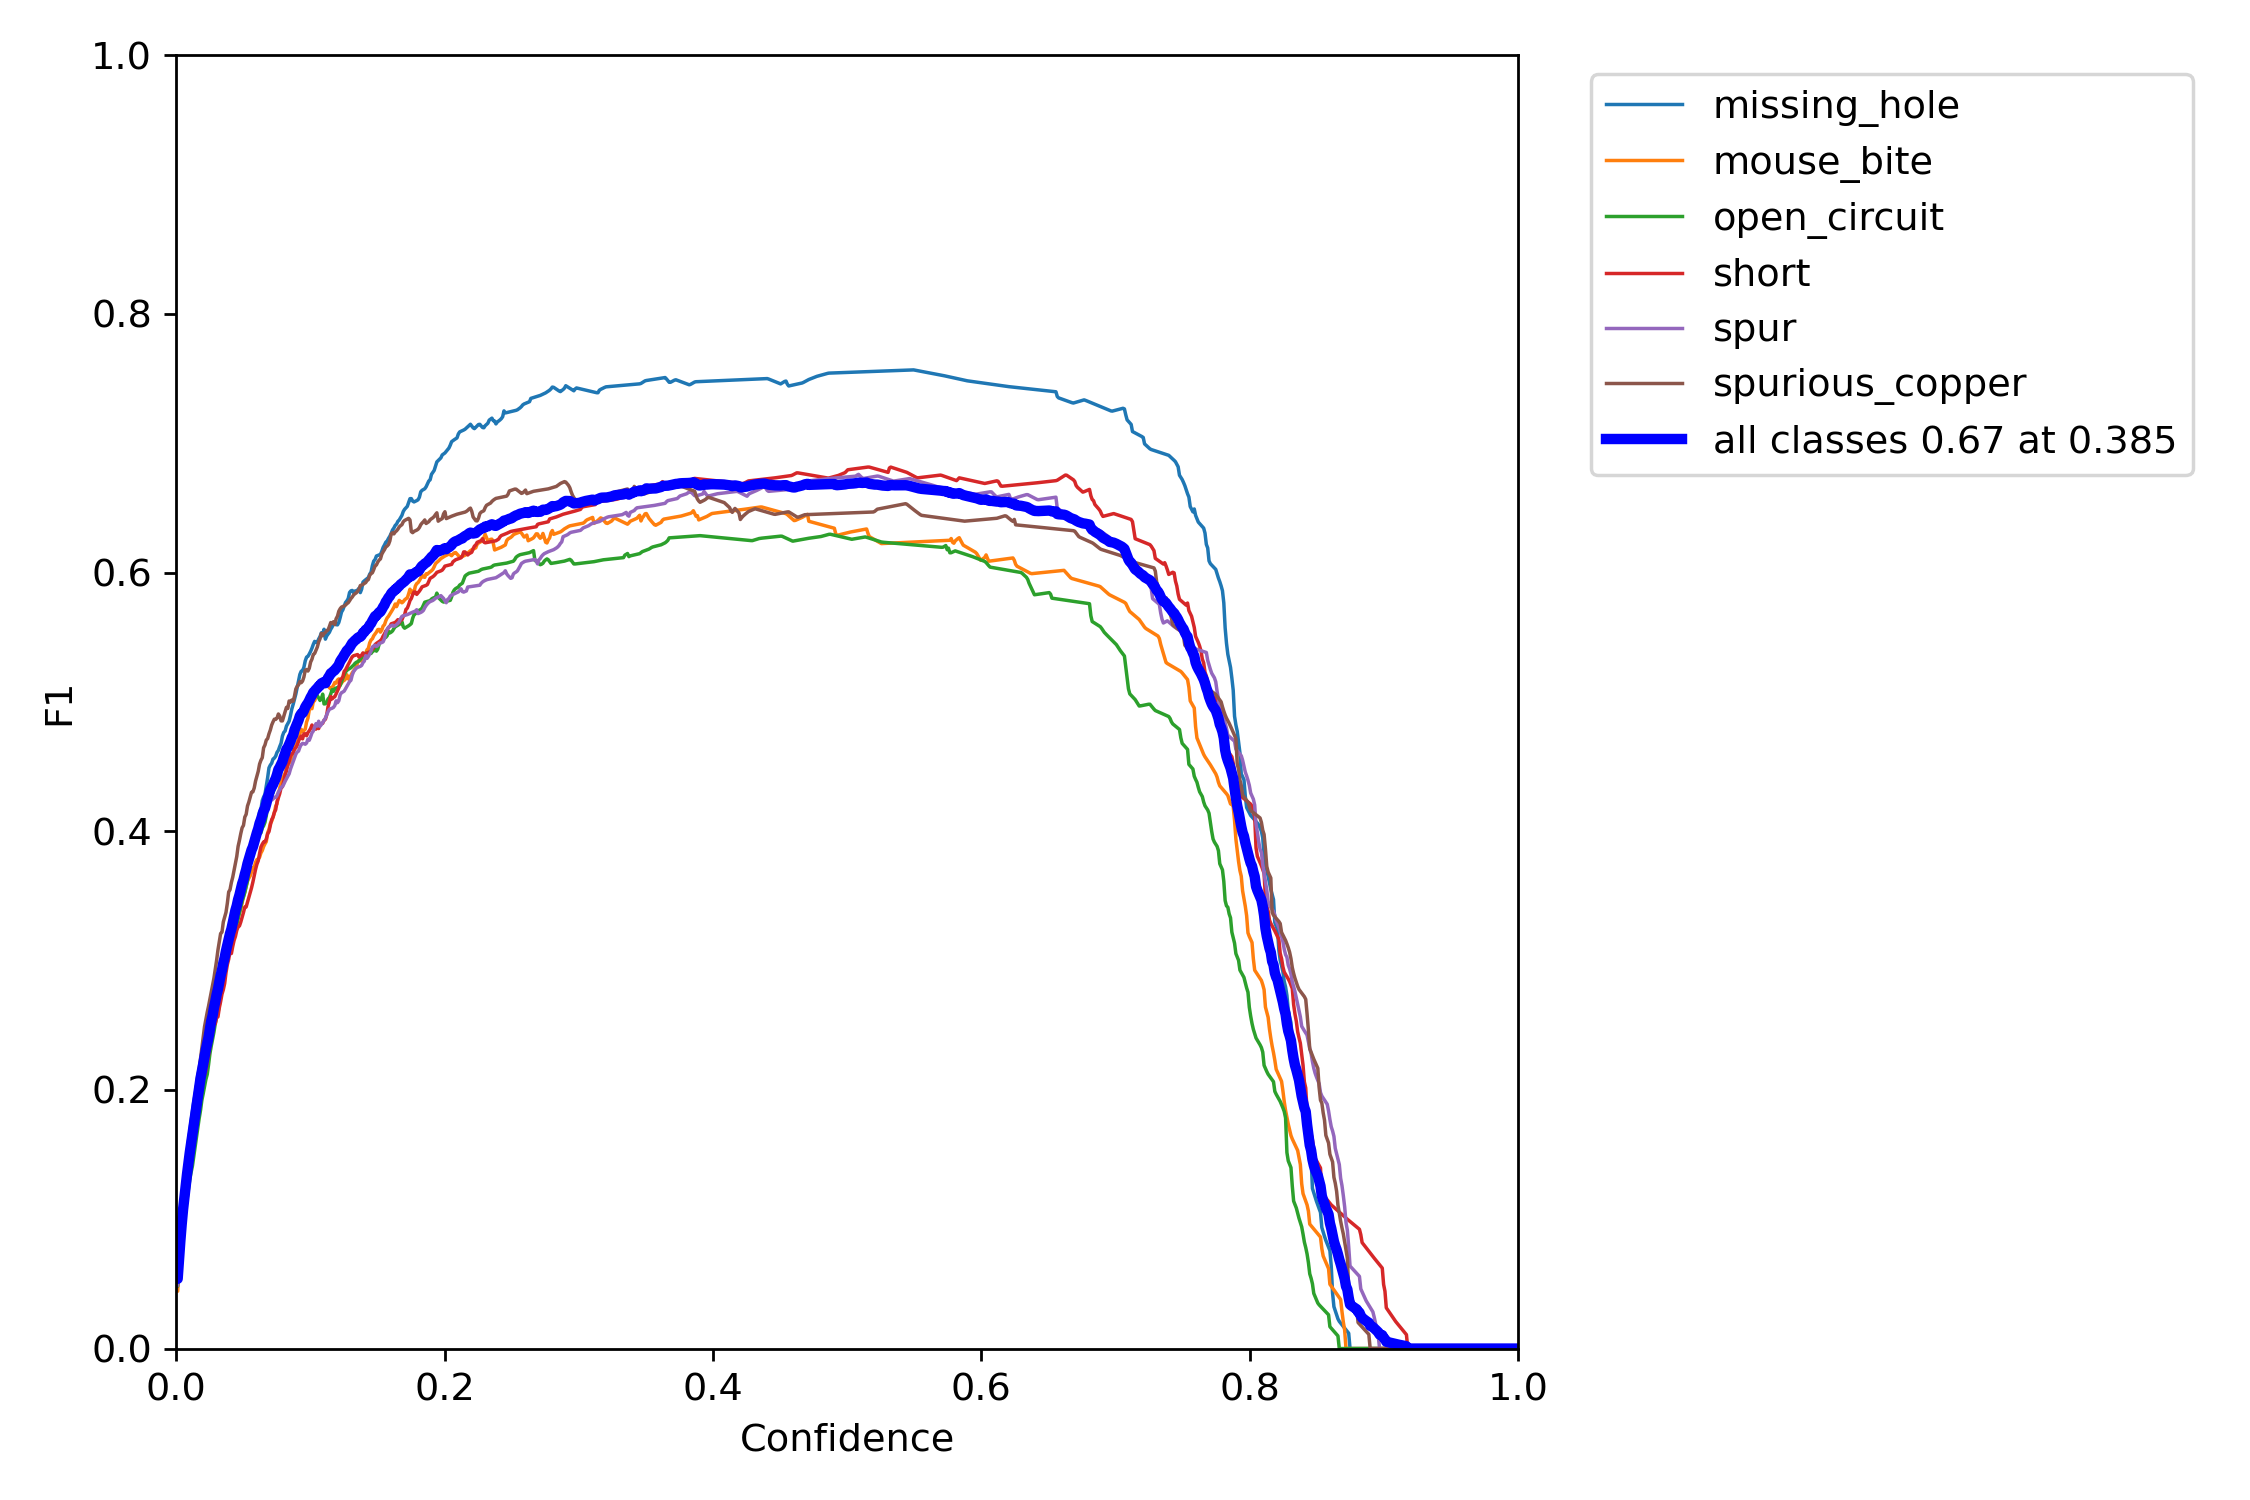 1.0
0.8
0.6
0.4
0.2
0.0
F1
0.0 0.2 0.4 0.6 0.8 1.0
Confidence
missing_hole
mouse_bite
open_circuit
short
spur
spurious_copper
all classes 0.67 at 0.385